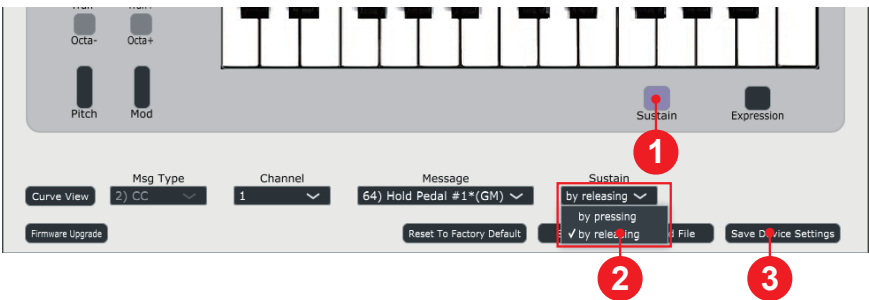 Octa-
Octa+
Pitch
Mod
Sustain
Expression
1
Msg Type
Channel
Message
Sustain
Curve View
2) CC
1
64) Hold Pedal #1*(GM)
by releasing
by pressing
✓ by releasing
Firmware Upgrade
Reset To Factory Default
File
Save Device Settings
2
3